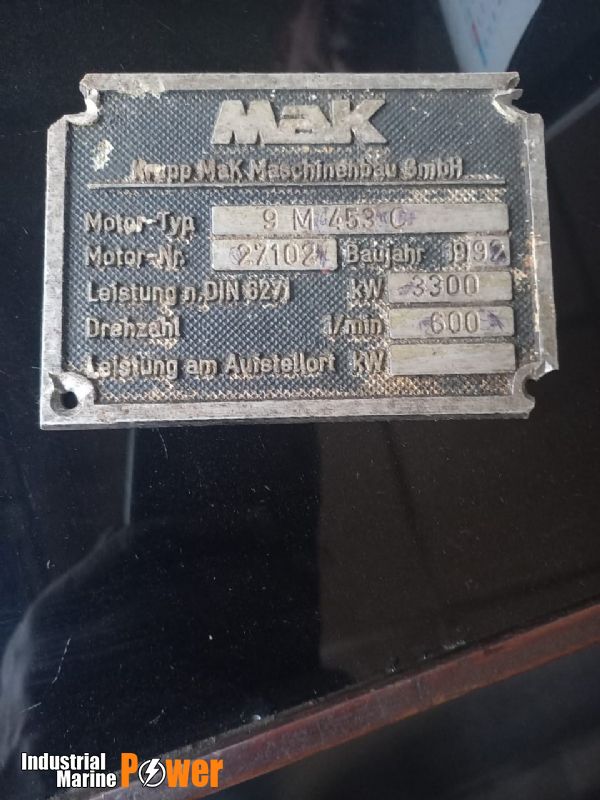 MaK
Krupp MaK Maschinenbau GmbH
Motor-Typ 9 M 453 C
Motor-Nr. 27102 Baujahr 1992
Leistung n. DIN 6271 kW 3300
Drehzahl 1/min 600
Leistung am Aufstellort kW
Industrial
Marine POwer